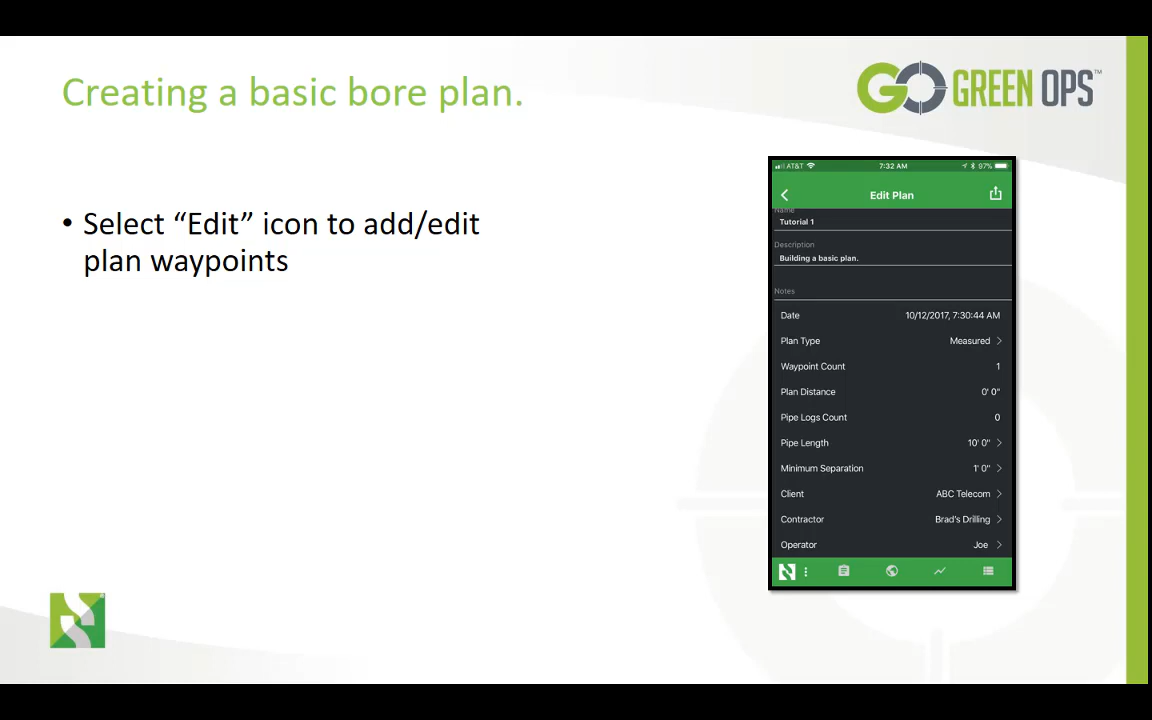 Creating a basic bore plan.
GO GREEN OPS™
• Select “Edit” icon to add/edit
plan waypoints
AT&T 7:32 AM 97%
Edit Plan
Name
Tutorial 1
Description
Building a basic plan.
Notes
Date 10/12/2017, 7:30:44 AM
Plan Type Measured
Waypoint Count 1
Plan Distance 0' 0"
Pipe Logs Count 0
Pipe Length 10' 0"
Minimum Separation 1' 0"
Client ABC Telecom
Contractor Brad's Drilling
Operator Joe